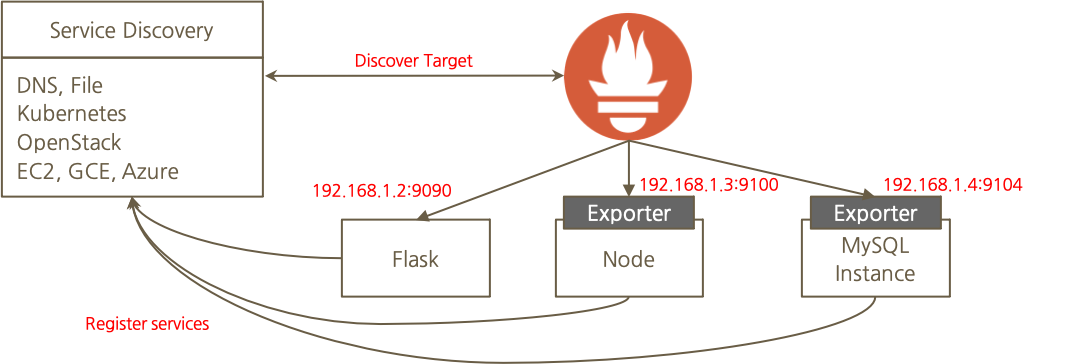 Service Discovery
DNS, File
Kubernetes
OpenStack
EC2, GCE, Azure
Discover Target
192.168.1.2:9090
192.168.1.3:9100
192.168.1.4:9104
Flask
Exporter
Node
Exporter
MySQL
Instance
Register services